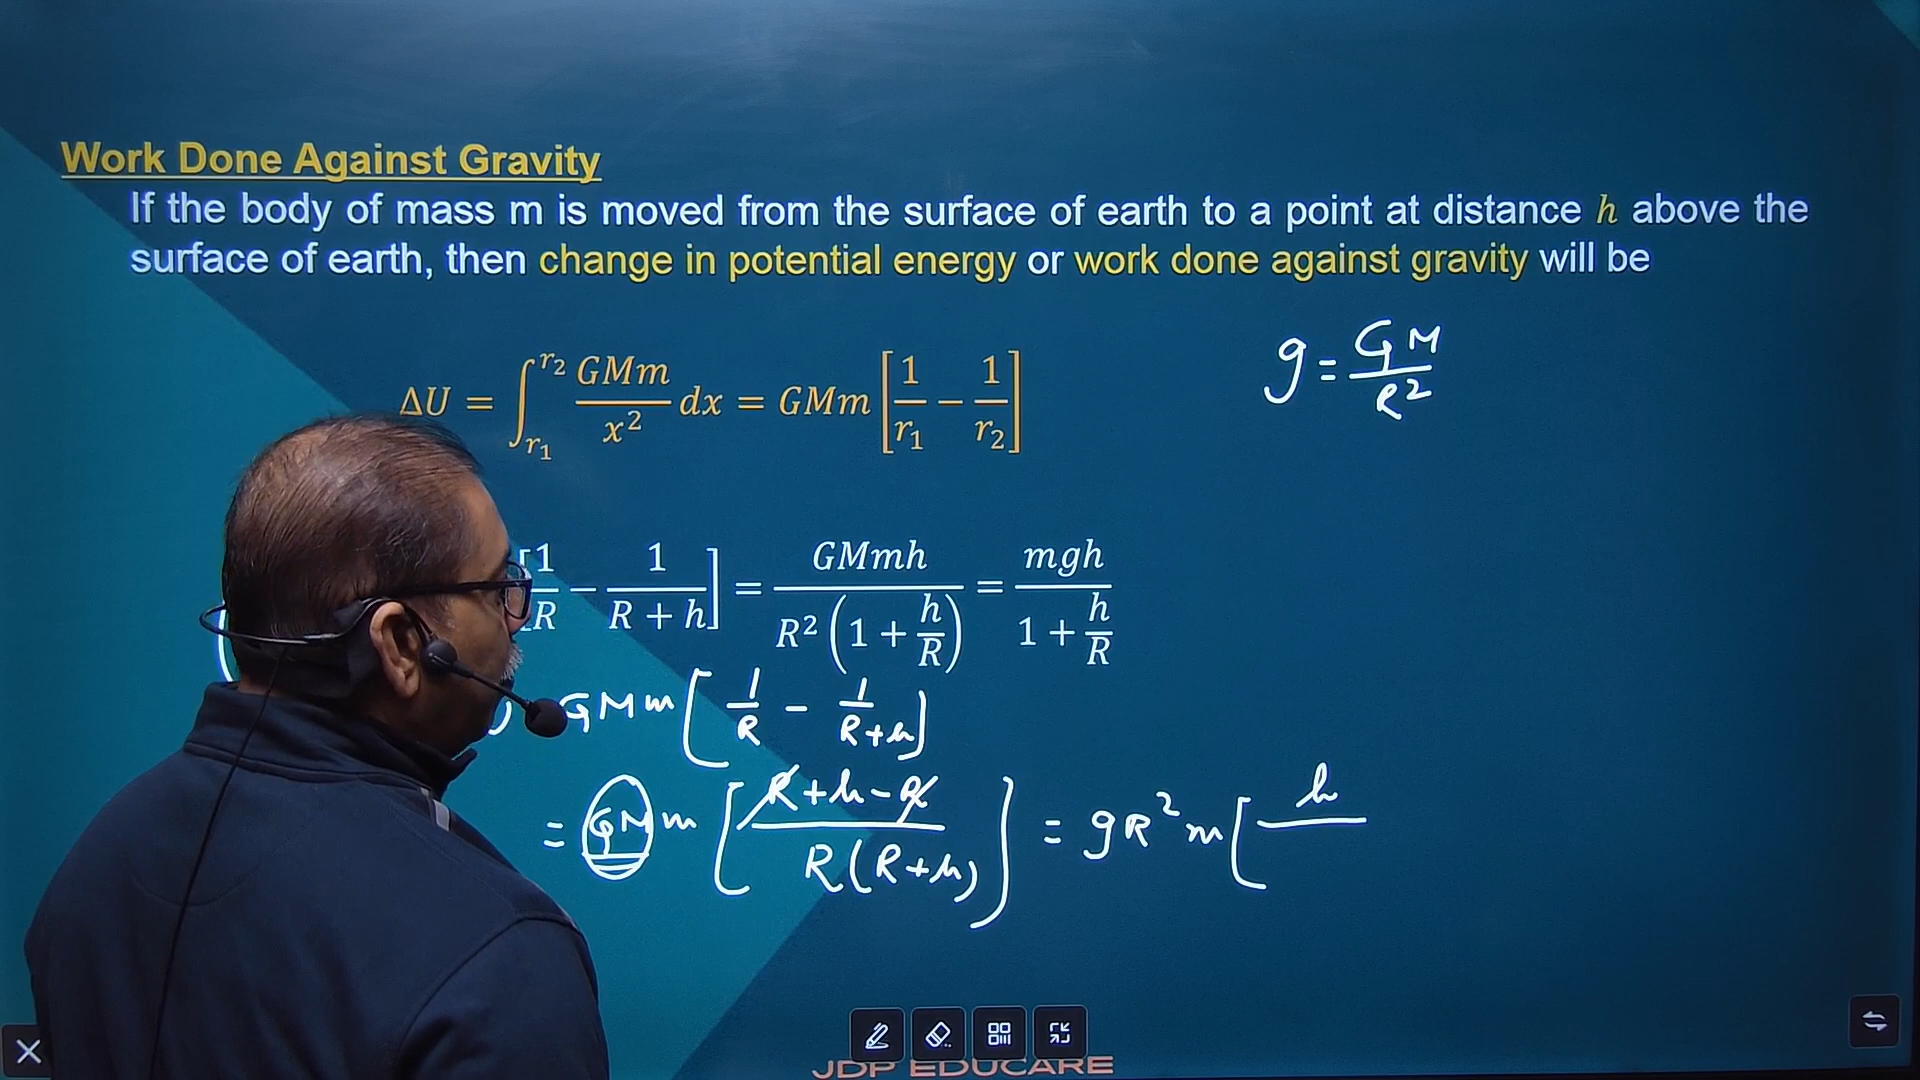 Work Done Against Gravity
If the body of mass m is moved from the surface of earth to a point at distance h above the
surface of earth, then change in potential energy or work done against gravity will be
g = GM/R²
ΔU = ∫_{r₁}^{r₂} GMm/x² dx = GMm [1/r₁ − 1/r₂]
[1/R − 1/(R + h)] = GMmh/(R² (1 + h/R)) = mgh/(1 + h/R)
GMm [1/R − 1/(R+h)]
= GMm [(R+h−R)/(R(R+h))] = gR²m [h
JDP EDUCARE